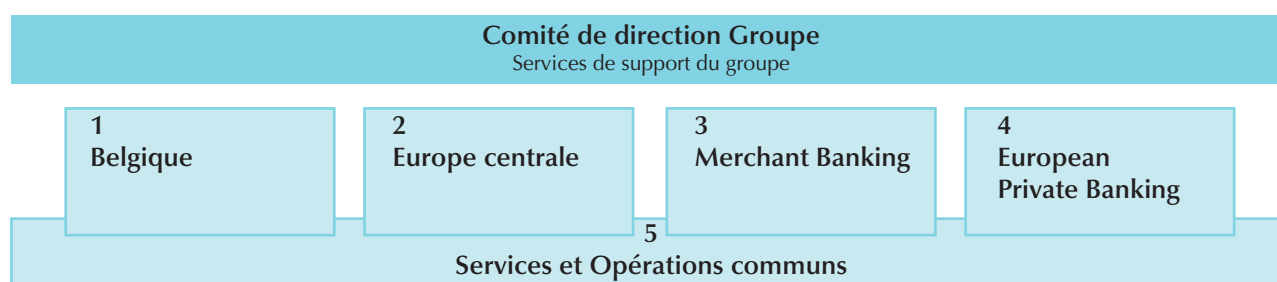 Comité de direction Groupe
Services de support du groupe
1
Belgique
2
Europe centrale
3
Merchant Banking
4
European
Private Banking
5
Services et Opérations communs